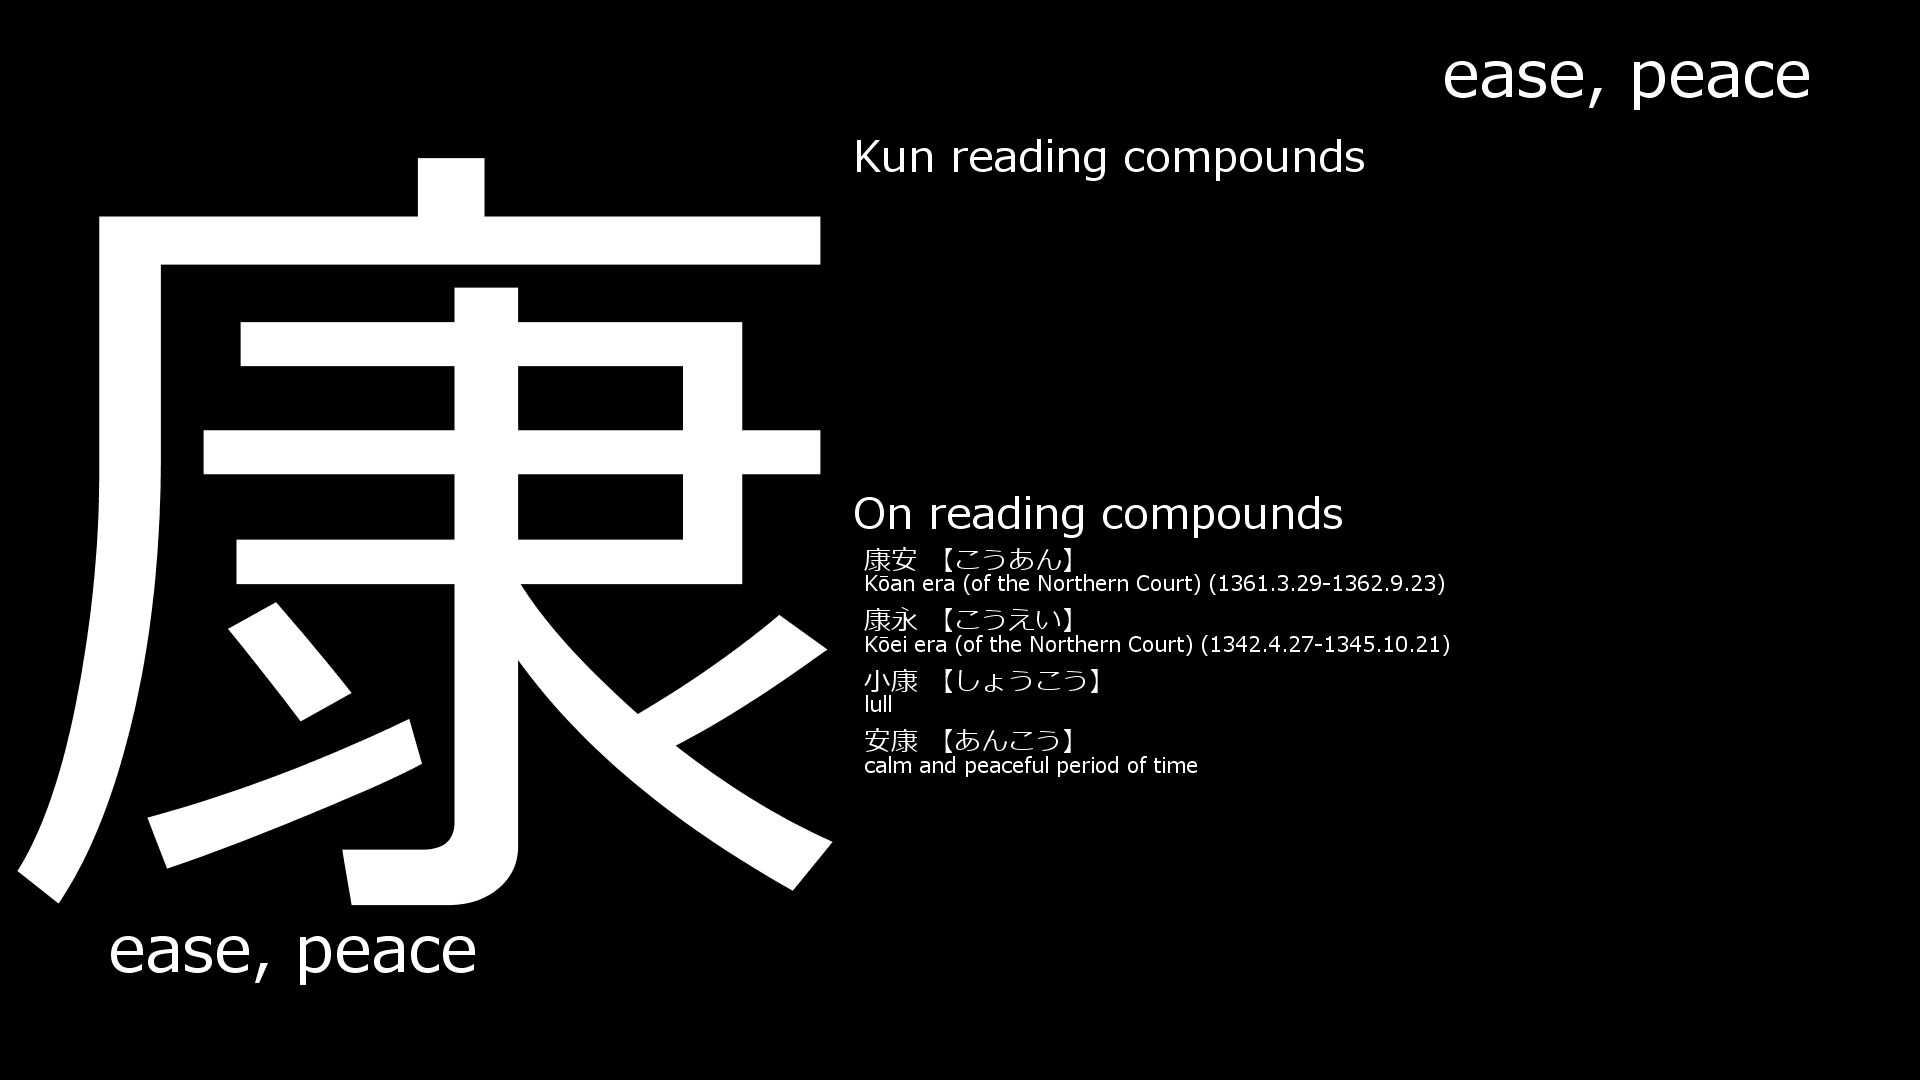 康
ease, peace
ease, peace
Kun reading compounds
On reading compounds
康安 【こうあん】
Kōan era (of the Northern Court) (1361.3.29-1362.9.23)
康永 【こうえい】
Kōei era (of the Northern Court) (1342.4.27-1345.10.21)
小康 【しょうこう】
lull
安康 【あんこう】
calm and peaceful period of time